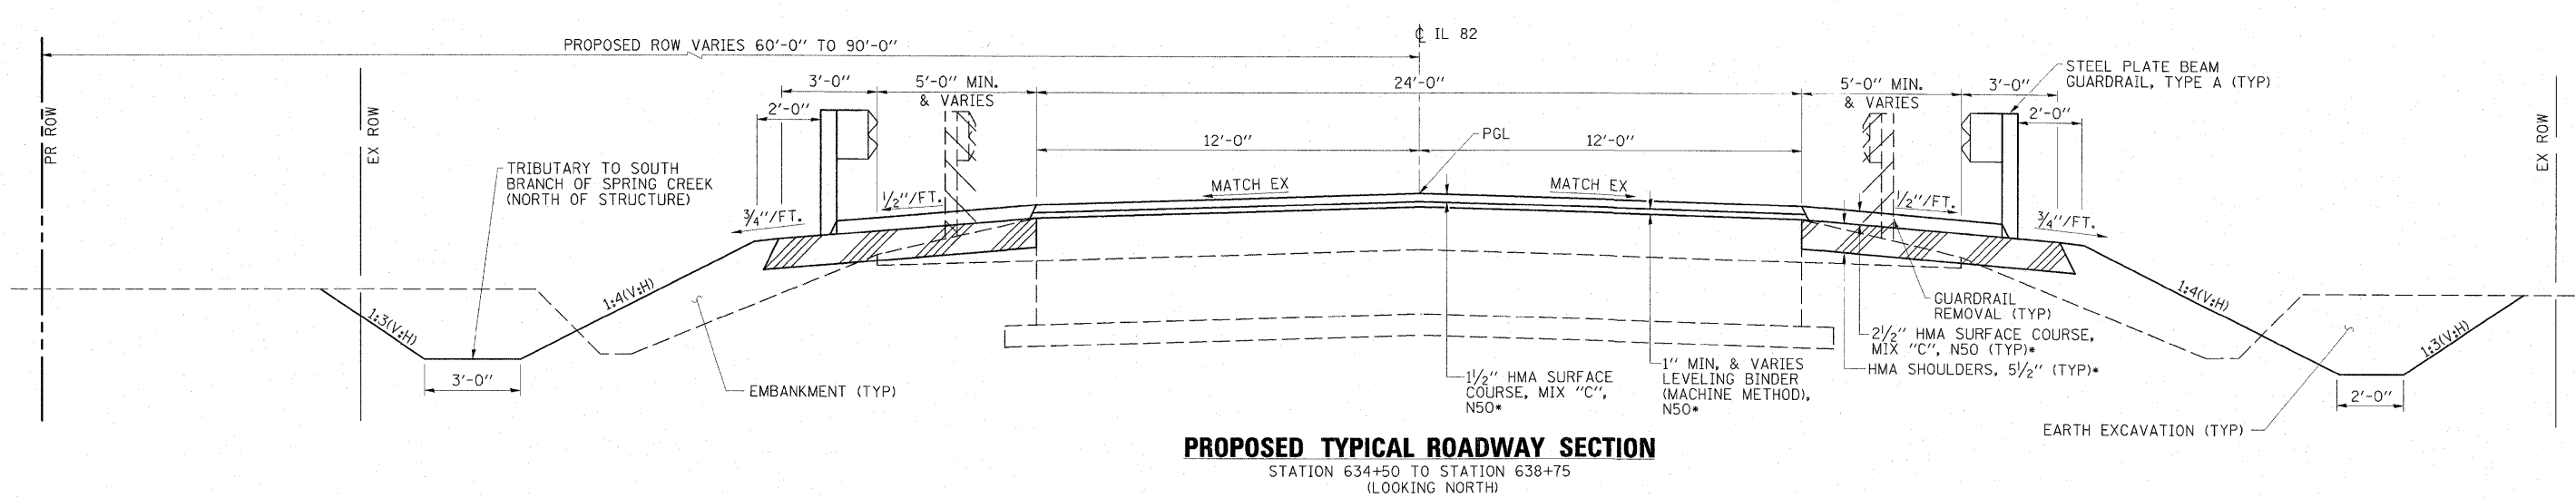 PROPOSED ROW VARIES 60'-0" TO 90'-0"
℄ IL 82
STEEL PLATE BEAM
GUARDRAIL, TYPE A (TYP)
3'-0"
5'-0" MIN.
& VARIES
24'-0"
5'-0" MIN.
& VARIES
3'-0"
2'-0"
2'-0"
PR ROW
EX ROW
EX ROW
12'-0"
PGL
12'-0"
TRIBUTARY TO SOUTH
BRANCH OF SPRING CREEK
(NORTH OF STRUCTURE)
MATCH EX
MATCH EX
1/2"/FT.
1/2"/FT.
3/4"/FT.
3/4"/FT.
1:3(V:H)
1:4(V:H)
1:4(V:H)
1:3(V:H)
GUARDRAIL
REMOVAL (TYP)
2 1/2" HMA SURFACE COURSE,
MIX "C", N50 (TYP)*
HMA SHOULDERS, 5 1/2" (TYP)*
1" MIN, & VARIES
LEVELING BINDER
(MACHINE METHOD),
N50*
1 1/2" HMA SURFACE
COURSE, MIX "C",
N50*
3'-0"
EMBANKMENT (TYP)
2'-0"
EARTH EXCAVATION (TYP)
PROPOSED TYPICAL ROADWAY SECTION
STATION 634+50 TO STATION 638+75
(LOOKING NORTH)